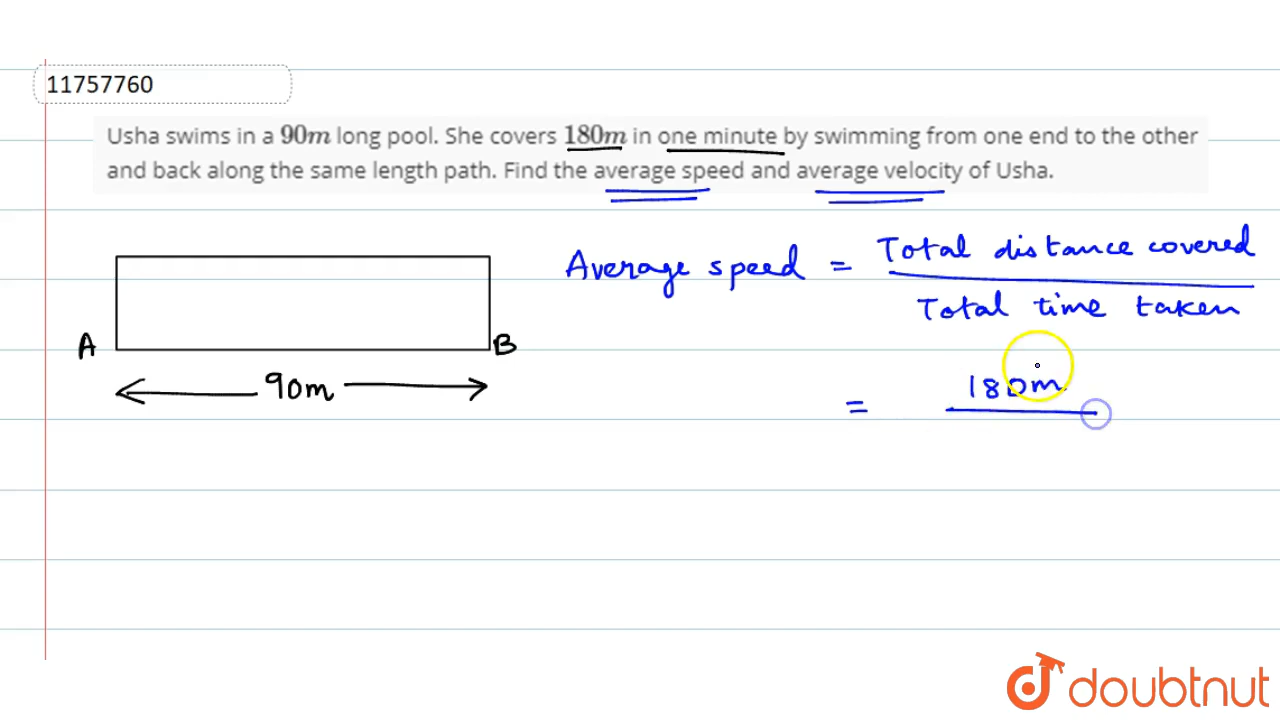 11757760
Usha swims in a 90m long pool. She covers 180m in one minute by swimming from one end to the other
and back along the same length path. Find the average speed and average velocity of Usha.
Average speed = Total distance covered
Total time taken
A
B
90m
= 180m
doubtnut